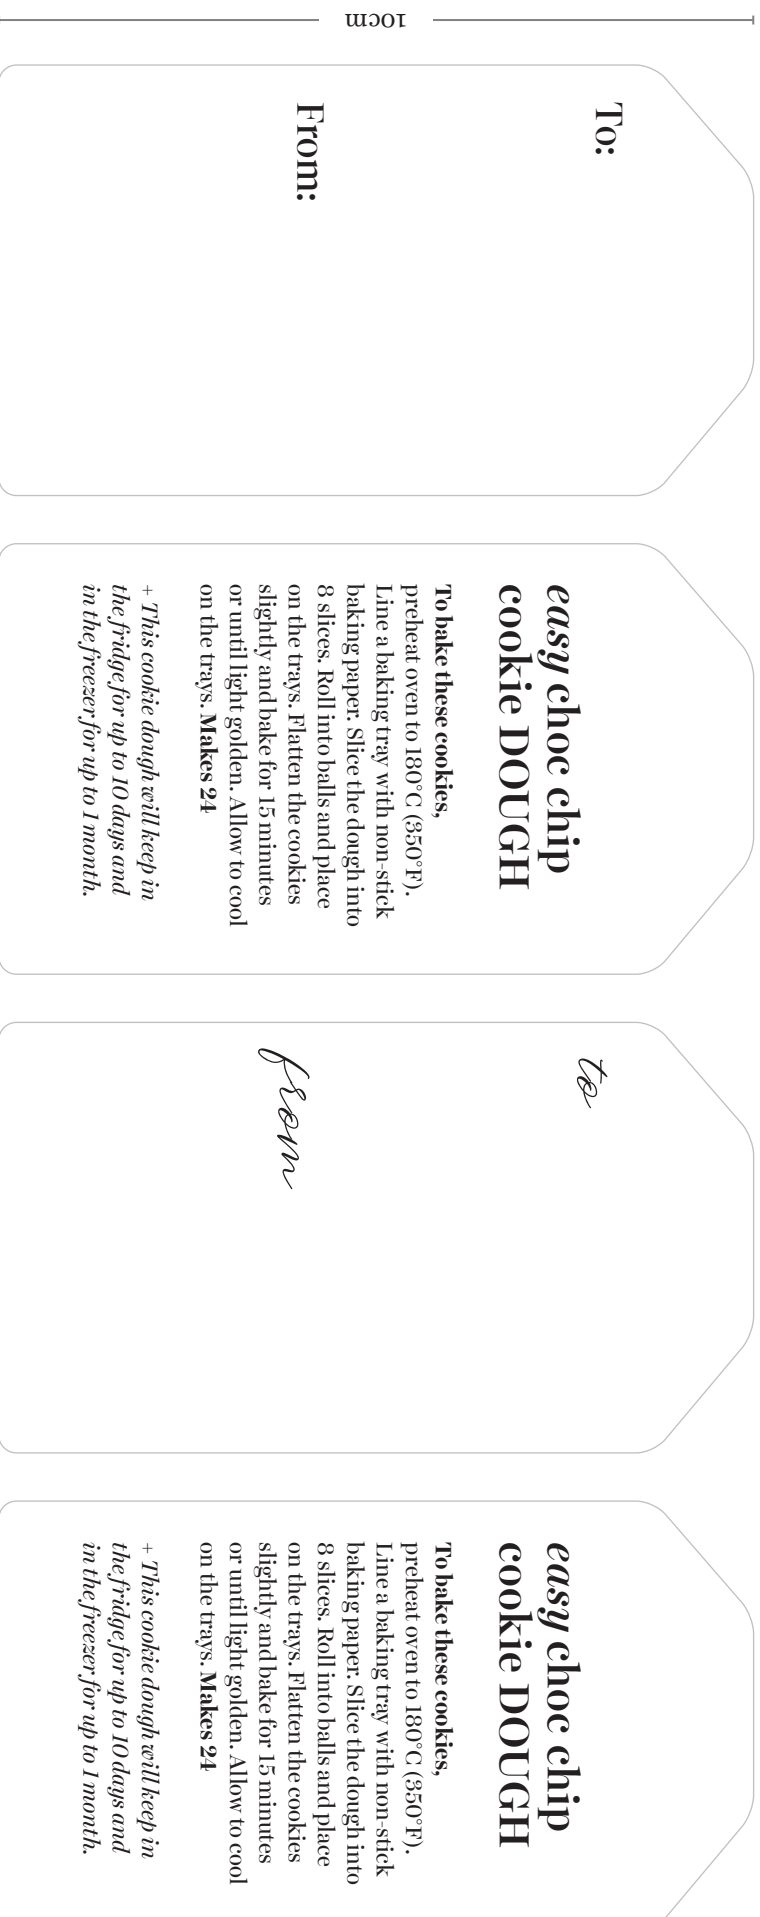 10cm
To:
From:
easy choc chip
cookie DOUGH
To bake these cookies,
preheat oven to 180°C (350°F).
Line a baking tray with non-stick
baking paper. Slice the dough into
8 slices. Roll into balls and place
on the trays. Flatten the cookies
slightly and bake for 15 minutes
or until light golden. Allow to cool
on the trays. Makes 24
+ This cookie dough will keep in
the fridge for up to 10 days and
in the freezer for up to 1 month.
to
from
easy choc chip
cookie DOUGH
To bake these cookies,
preheat oven to 180°C (350°F).
Line a baking tray with non-stick
baking paper. Slice the dough into
8 slices. Roll into balls and place
on the trays. Flatten the cookies
slightly and bake for 15 minutes
or until light golden. Allow to cool
on the trays. Makes 24
+ This cookie dough will keep in
the fridge for up to 10 days and
in the freezer for up to 1 month.